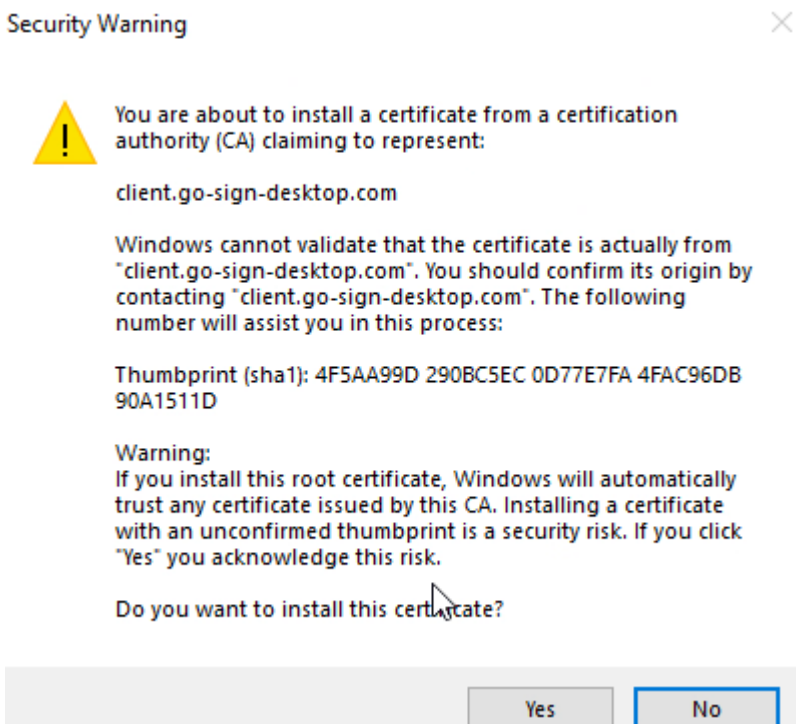 Security Warning
You are about to install a certificate from a certification
authority (CA) claiming to represent:
client.go-sign-desktop.com
Windows cannot validate that the certificate is actually from
"client.go-sign-desktop.com". You should confirm its origin by
contacting "client.go-sign-desktop.com". The following
number will assist you in this process:
Thumbprint (sha1): 4F5AA99D 290BC5EC 0D77E7FA 4FAC96DB
90A1511D
Warning:
If you install this root certificate, Windows will automatically
trust any certificate issued by this CA. Installing a certificate
with an unconfirmed thumbprint is a security risk. If you click
"Yes" you acknowledge this risk.
Do you want to install this certificate?
Yes
No